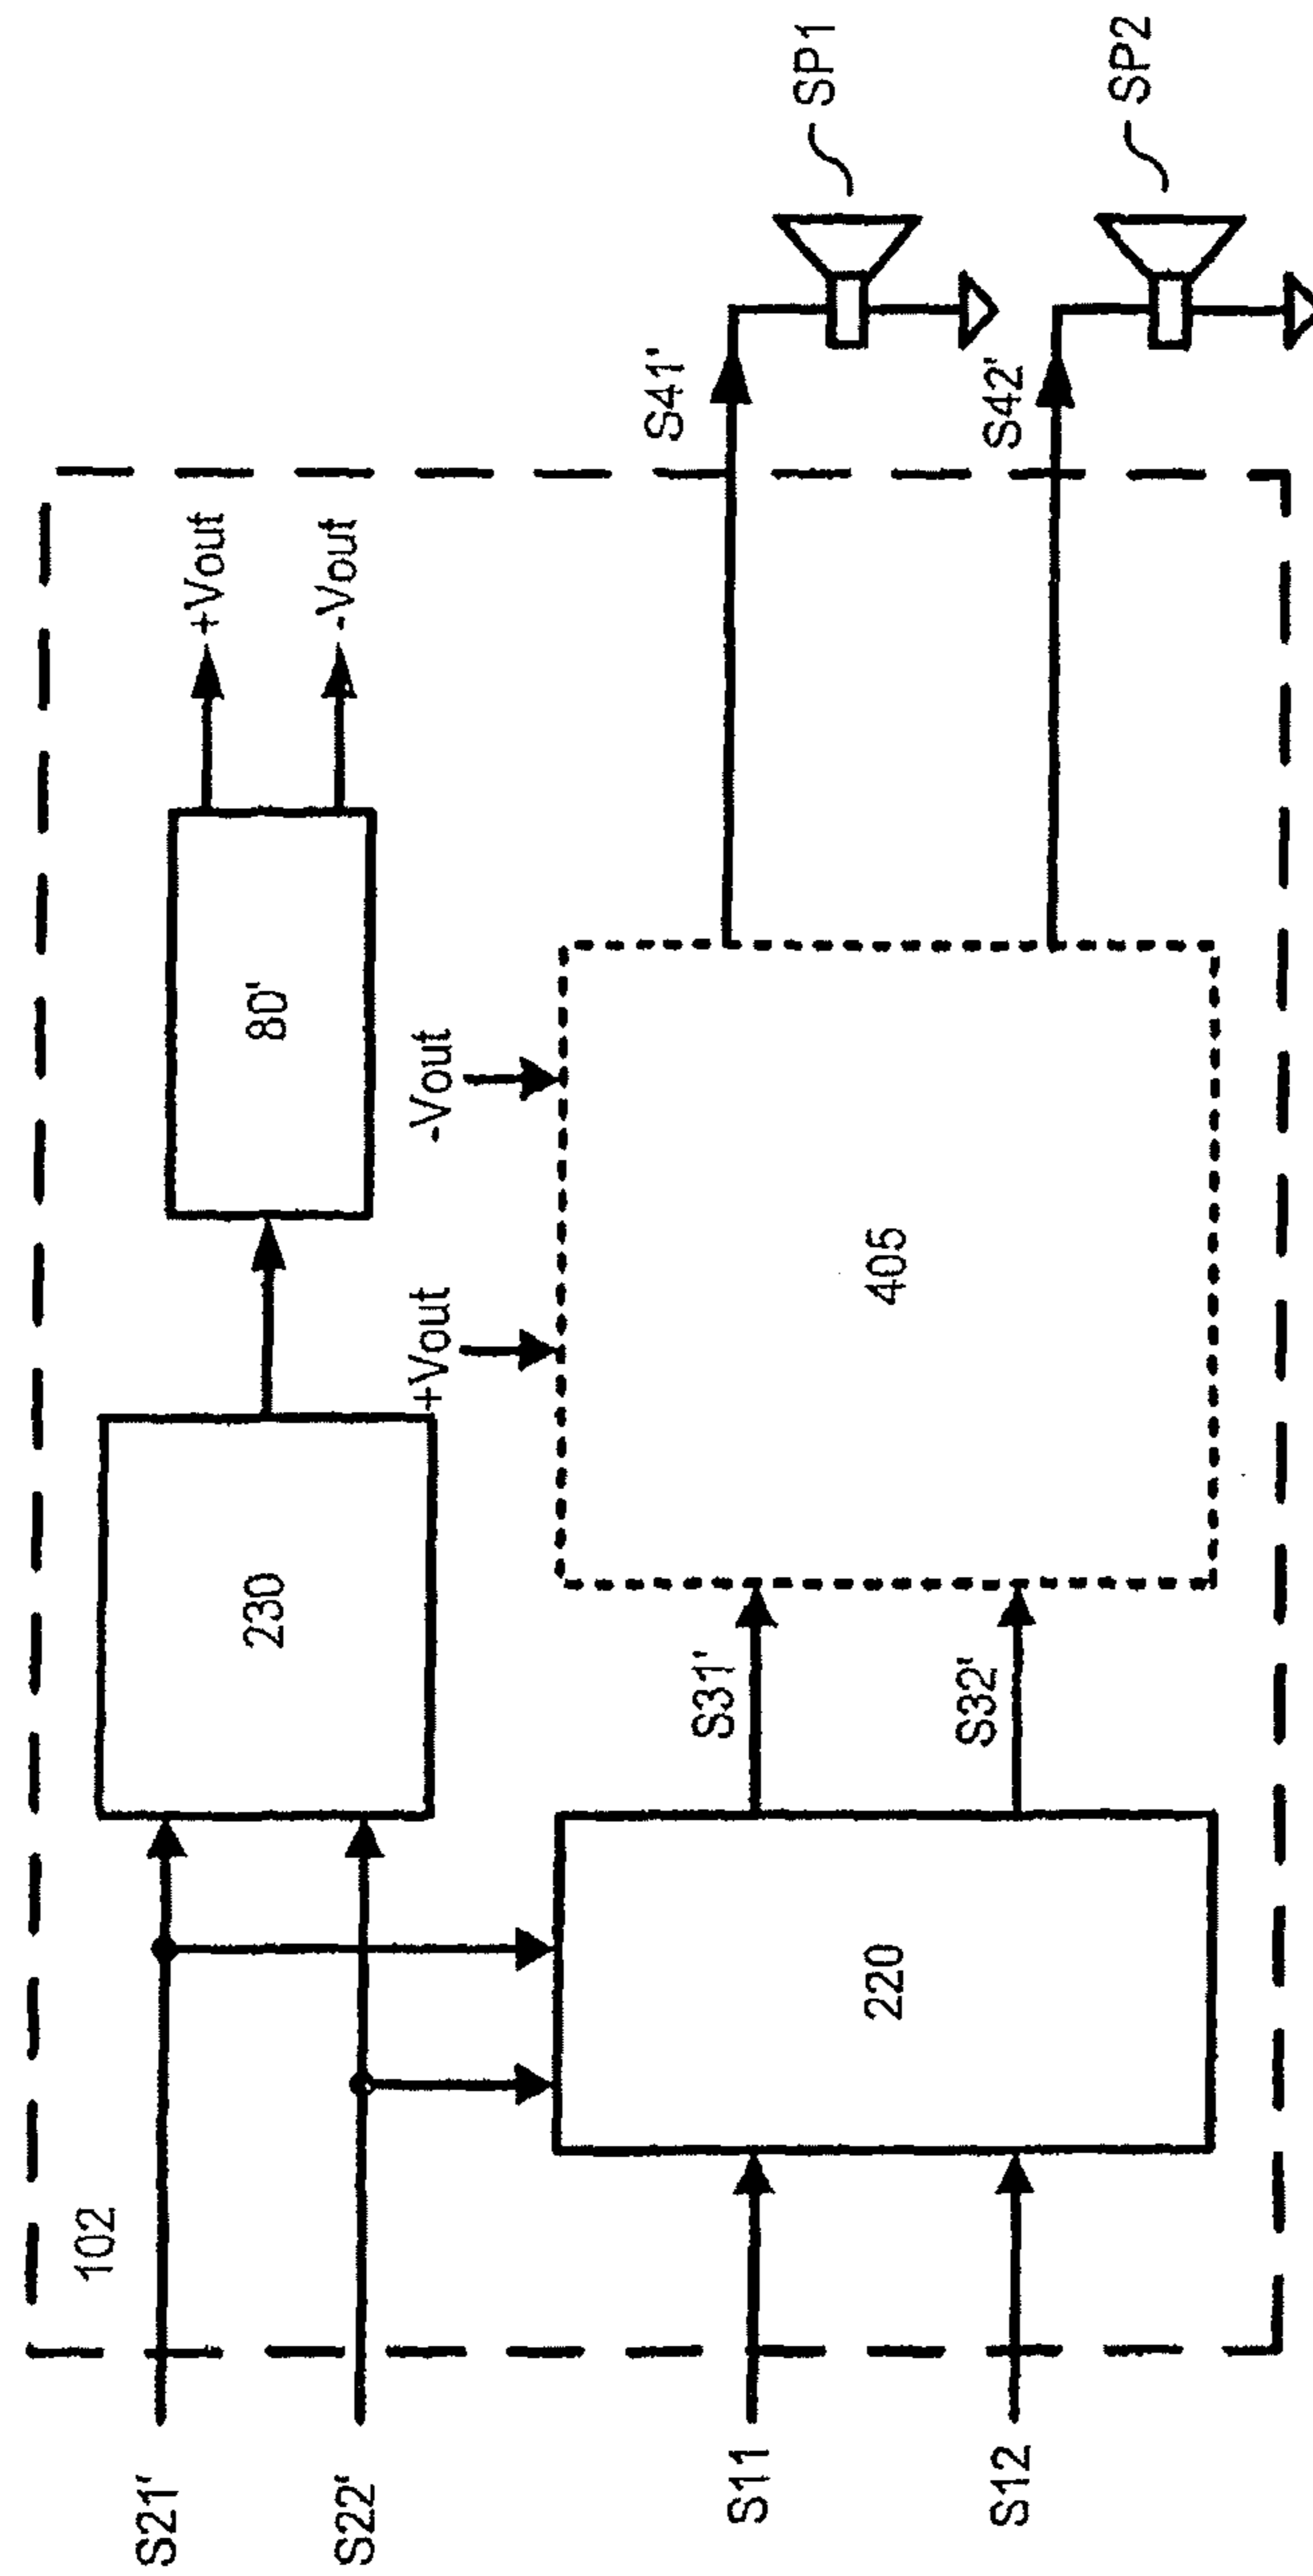 102
S21'
S22'
S11
S12
230
220
S31'
S32'
80'
+Vout
-Vout
+Vout
-Vout
405
S41'
S42'
SP1
SP2